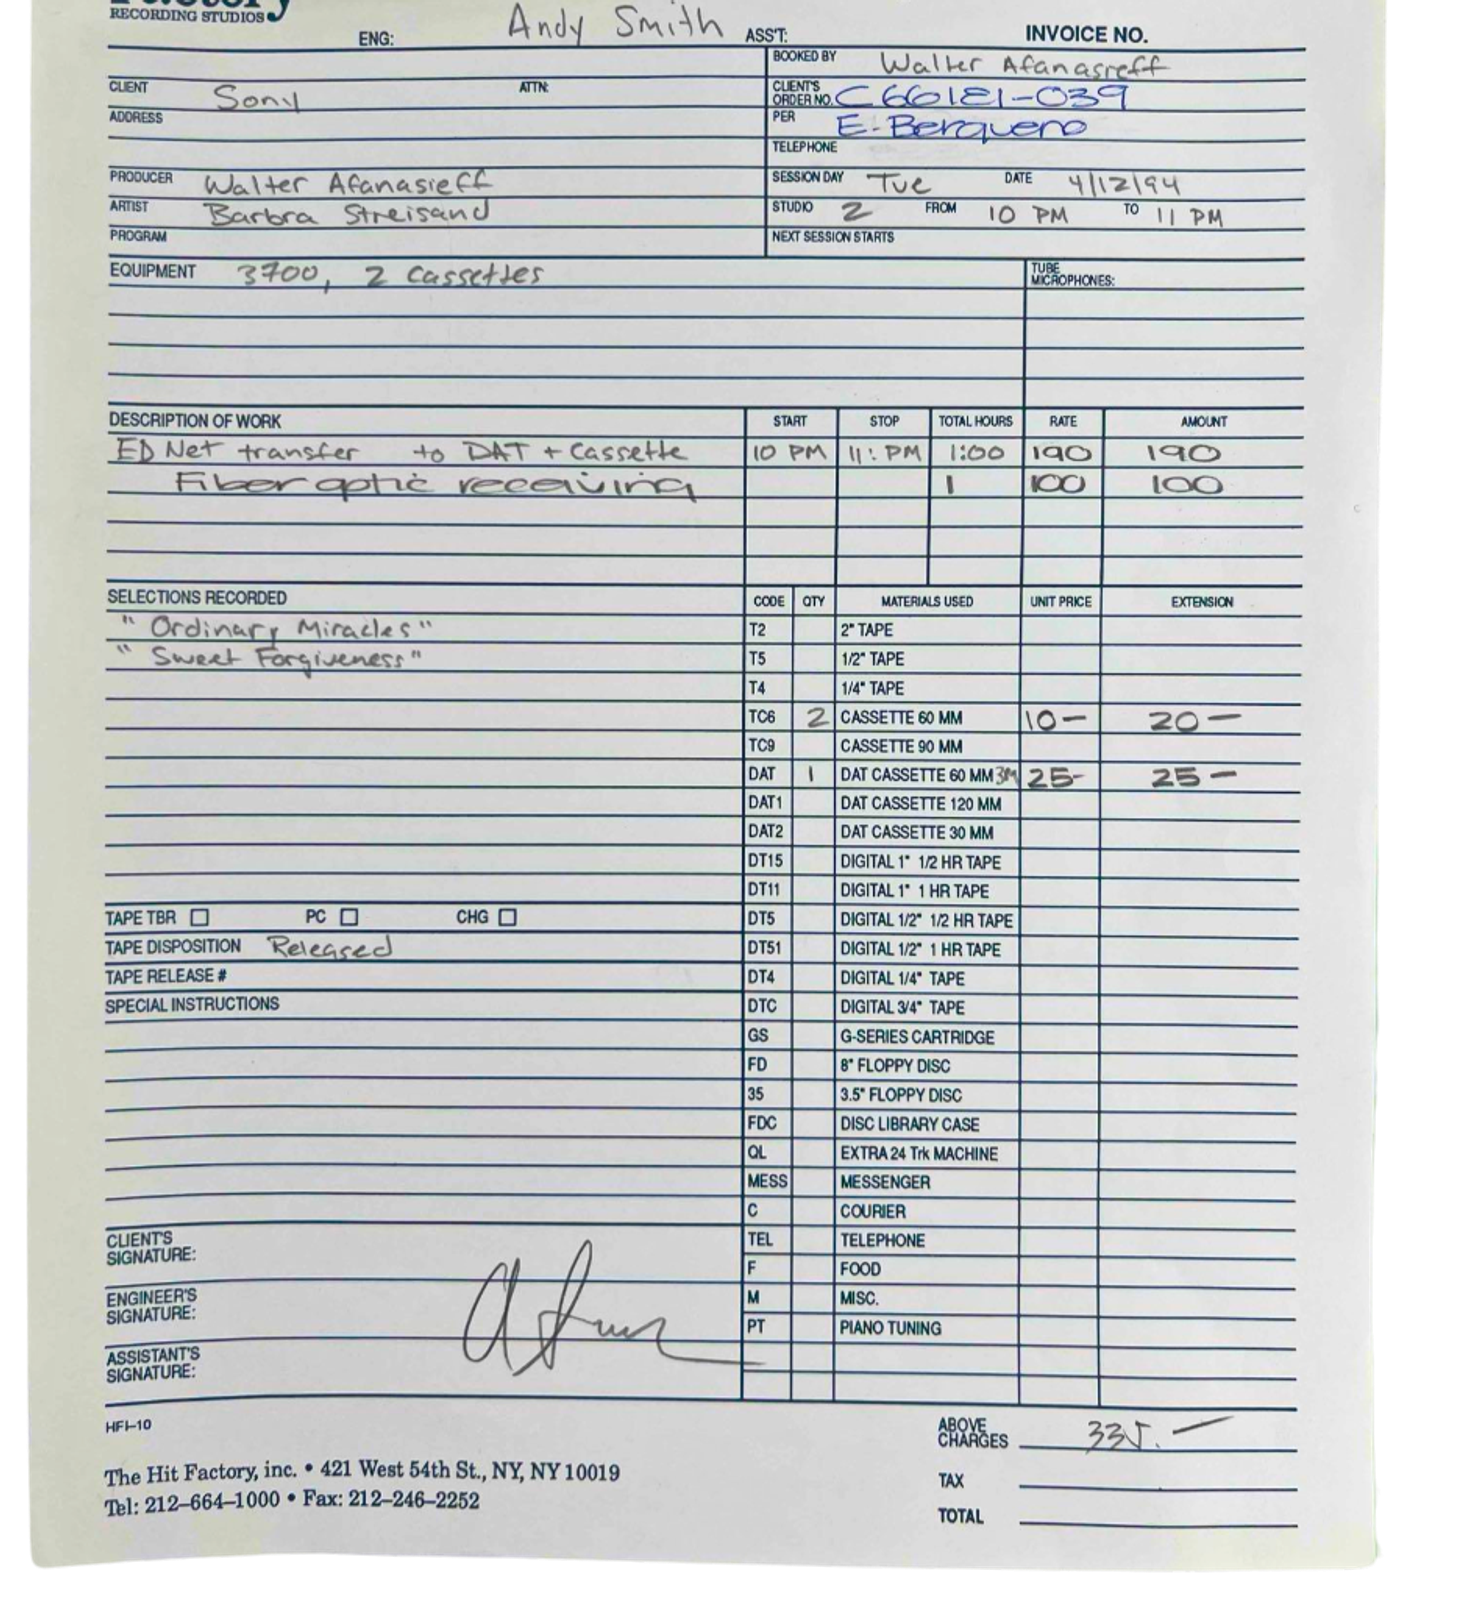 RECORDING STUDIOS
ENG: Andy Smith ASS'T: INVOICE NO.
BOOKED BY Walter Afanasieff
CLIENT Sony ATTN: CLIENT'S ORDER NO. C66181-039
ADDRESS PER E. Berquero
TELEPHONE
PRODUCER Walter Afanasieff SESSION DAY Tue DATE 4/12/94
ARTIST Barbra Streisand STUDIO 2 FROM 10 PM TO 11 PM
PROGRAM NEXT SESSION STARTS
EQUIPMENT 3700, 2 cassettes TUBE MICROPHONES:
DESCRIPTION OF WORK START STOP TOTAL HOURS RATE AMOUNT
ED Net transfer to DAT + Cassette 10 PM 11: PM 1:00 190 190
Fiber optic receiving 1 100 100
SELECTIONS RECORDED CODE QTY MATERIALS USED UNIT PRICE EXTENSION
"Ordinary Miracles" T2 2" TAPE
"Sweet Forgiveness" T5 1/2" TAPE
T4 1/4" TAPE
TC6 2 CASSETTE 60 MM 10- 20-
TC9 CASSETTE 90 MM
DAT 1 DAT CASSETTE 60 MM 3M 25- 25-
DAT1 DAT CASSETTE 120 MM
DAT2 DAT CASSETTE 30 MM
DT15 DIGITAL 1" 1/2 HR TAPE
DT11 DIGITAL 1" 1 HR TAPE
TAPE TBR PC CHG DT5 DIGITAL 1/2" 1/2 HR TAPE
TAPE DISPOSITION Released DT51 DIGITAL 1/2" 1 HR TAPE
TAPE RELEASE # DT4 DIGITAL 1/4" TAPE
SPECIAL INSTRUCTIONS DTC DIGITAL 3/4" TAPE
GS G-SERIES CARTRIDGE
FD 8" FLOPPY DISC
35 3.5" FLOPPY DISC
FDC DISC LIBRARY CASE
QL EXTRA 24 Trk MACHINE
MESS MESSENGER
C COURIER
CLIENT'S SIGNATURE: TEL TELEPHONE
F FOOD
ENGINEER'S SIGNATURE: M MISC.
PT PIANO TUNING
ASSISTANT'S SIGNATURE:
HFI-10 ABOVE CHARGES 335.-
The Hit Factory, inc. • 421 West 54th St., NY, NY 10019 TAX
Tel: 212-664-1000 • Fax: 212-246-2252 TOTAL